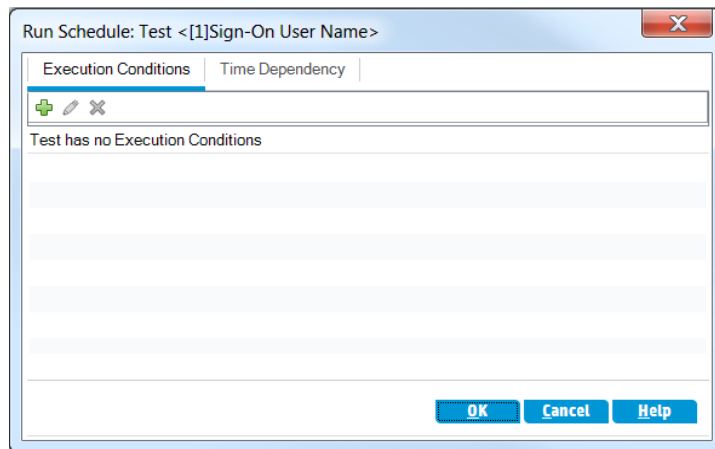 Run Schedule: Test <[1]Sign-On User Name>
Execution Conditions Time Dependency
Test has no Execution Conditions
OK Cancel Help